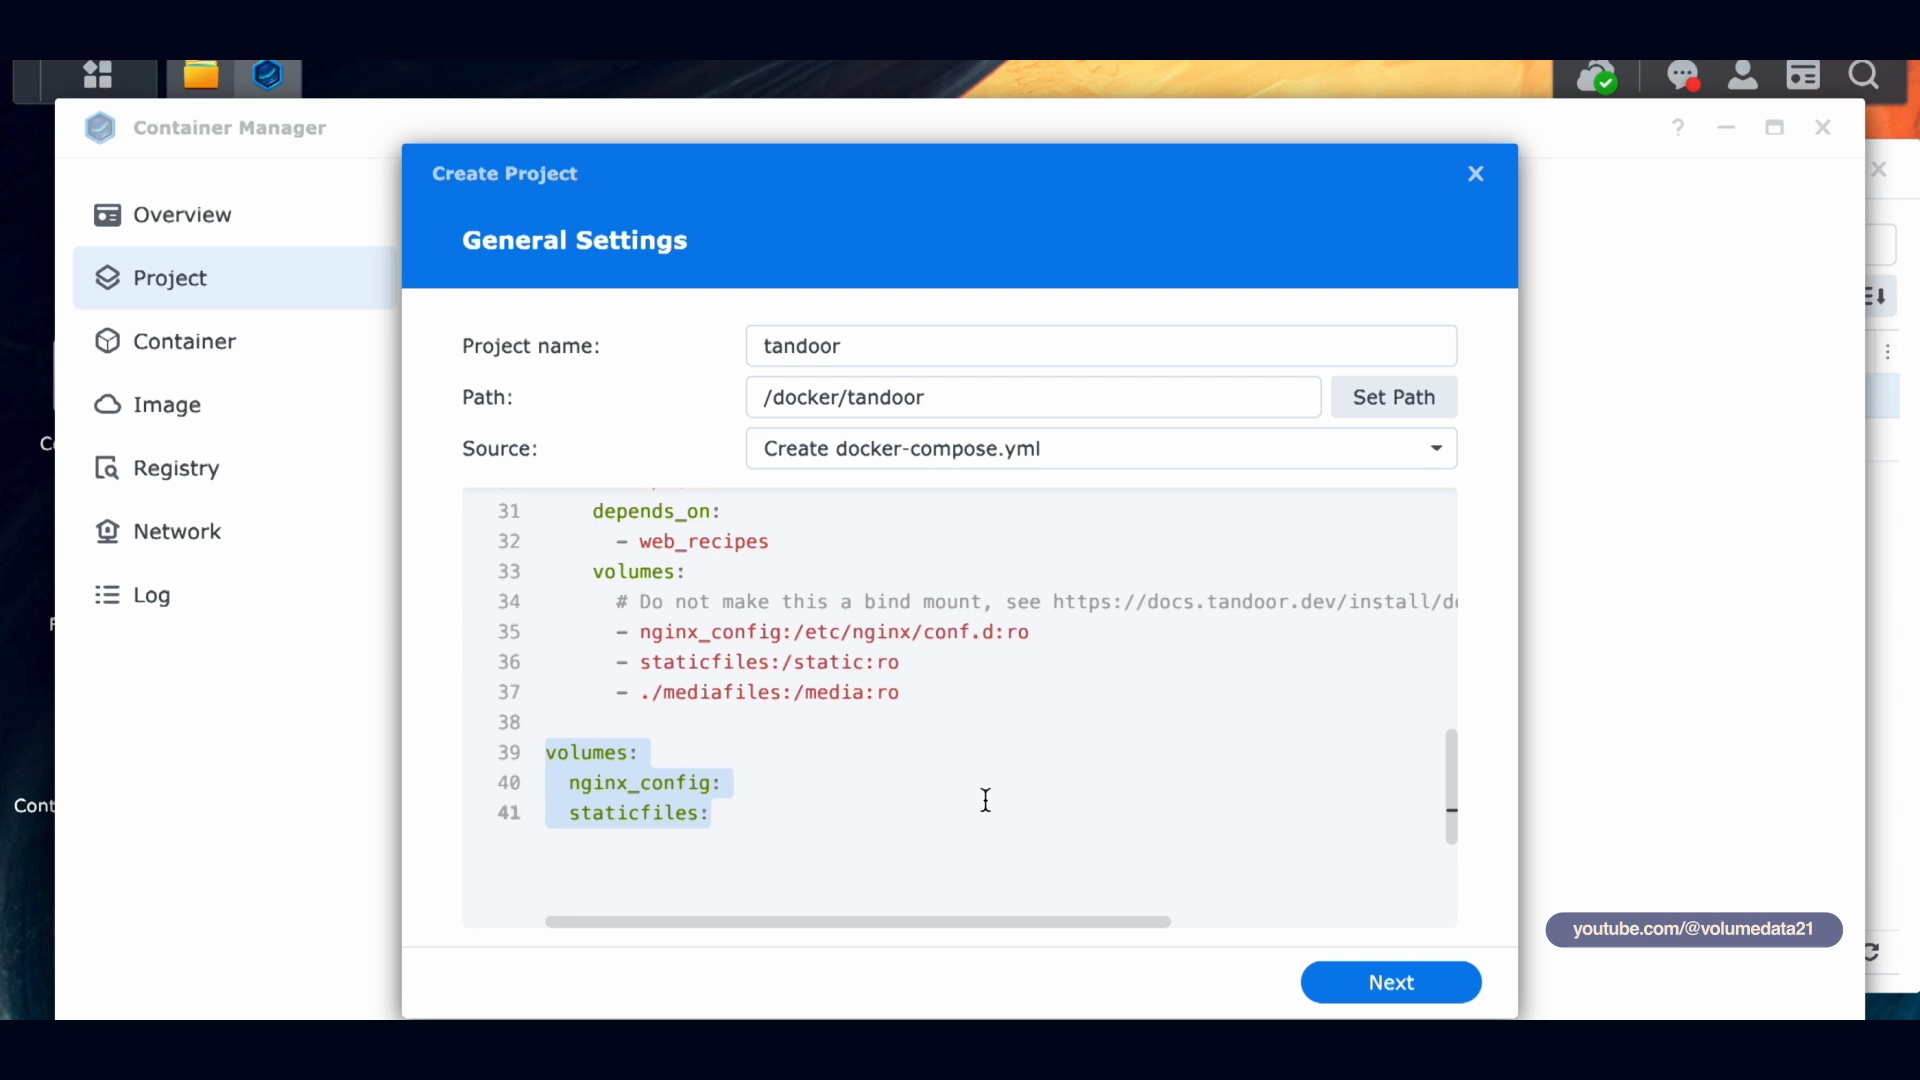 Container Manager
Create Project
General Settings
Overview
Project
Container
Image
Registry
Network
Log
Project name:
tandoor
Path:
/docker/tandoor
Set Path
Source:
Create docker-compose.yml
31 depends_on:
32 - web_recipes
33 volumes:
34 # Do not make this a bind mount, see https://docs.tandoor.dev/install/d
35 - nginx_config:/etc/nginx/conf.d:ro
36 - staticfiles:/static:ro
37 - ./mediafiles:/media:ro
38
39 volumes:
40 nginx_config:
41 staticfiles:
Cont
youtube.com/@volumedata21
Next